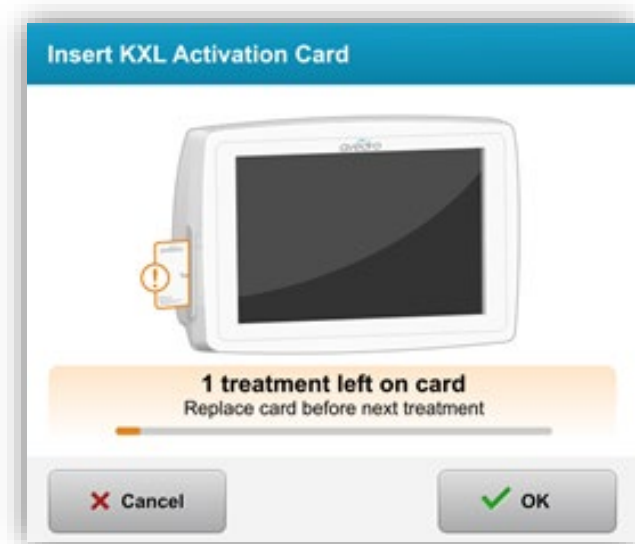 Insert KXL Activation Card
avedro
1 treatment left on card
Replace card before next treatment
Cancel
OK